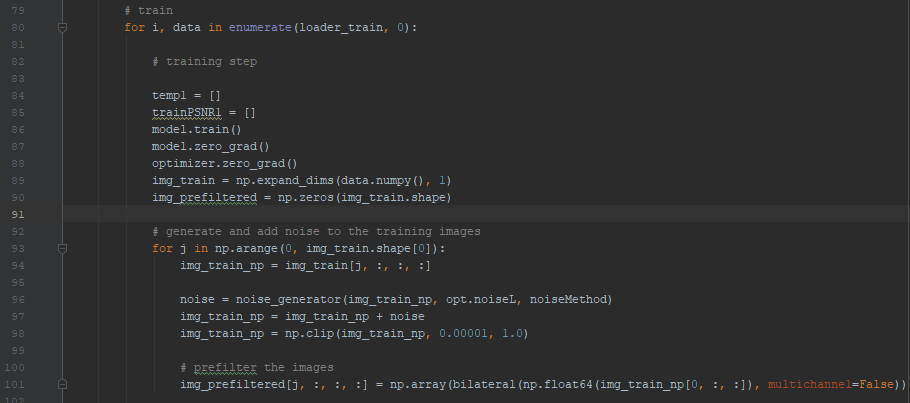 79 # train
80 for i, data in enumerate(loader_train, 0):
81
82 # training step
83
84 templ = []
85 trainPSNRl = []
86 model.train()
87 model.zero_grad()
88 optimizer.zero_grad()
89 img_train = np.expand_dims(data.numpy(), 1)
90 img_prefiltered = np.zeros(img_train.shape)
91
92 # generate and add noise to the training images
93 for j in np.arange(0, img_train.shape[0]):
94 img_train_np = img_train[j, :, :, :]
95
96 noise = noise_generator(img_train_np, opt.noiseL, noiseMethod)
97 img_train_np = img_train_np + noise
98 img_train_np = np.clip(img_train_np, 0.00001, 1.0)
99
100 # prefilter the images
101 img_prefiltered[j, :, :, :] = np.array(bilateral(np.float64(img_train_np[0, :, :]), multichannel=False))
102